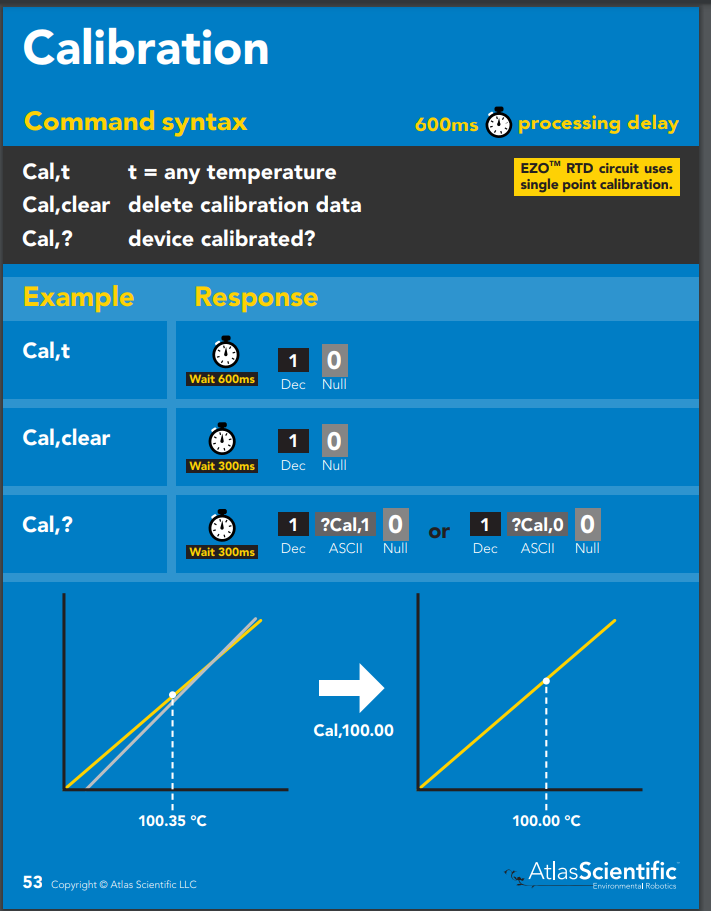 Calibration
Command syntax
600ms processing delay
Cal,t t = any temperature
Cal,clear delete calibration data
Cal,? device calibrated?
EZO™ RTD circuit uses
single point calibration.
Example Response
Cal,t
Wait 600ms
1 0
Dec Null
Cal,clear
Wait 300ms
1 0
Dec Null
Cal,?
Wait 300ms
1 ?Cal,1 0 or 1 ?Cal,0 0
Dec ASCII Null Dec ASCII Null
Cal,100.00
100.35 °C
100.00 °C
53 Copyright © Atlas Scientific LLC
AtlasScientific™
Environmental Robotics